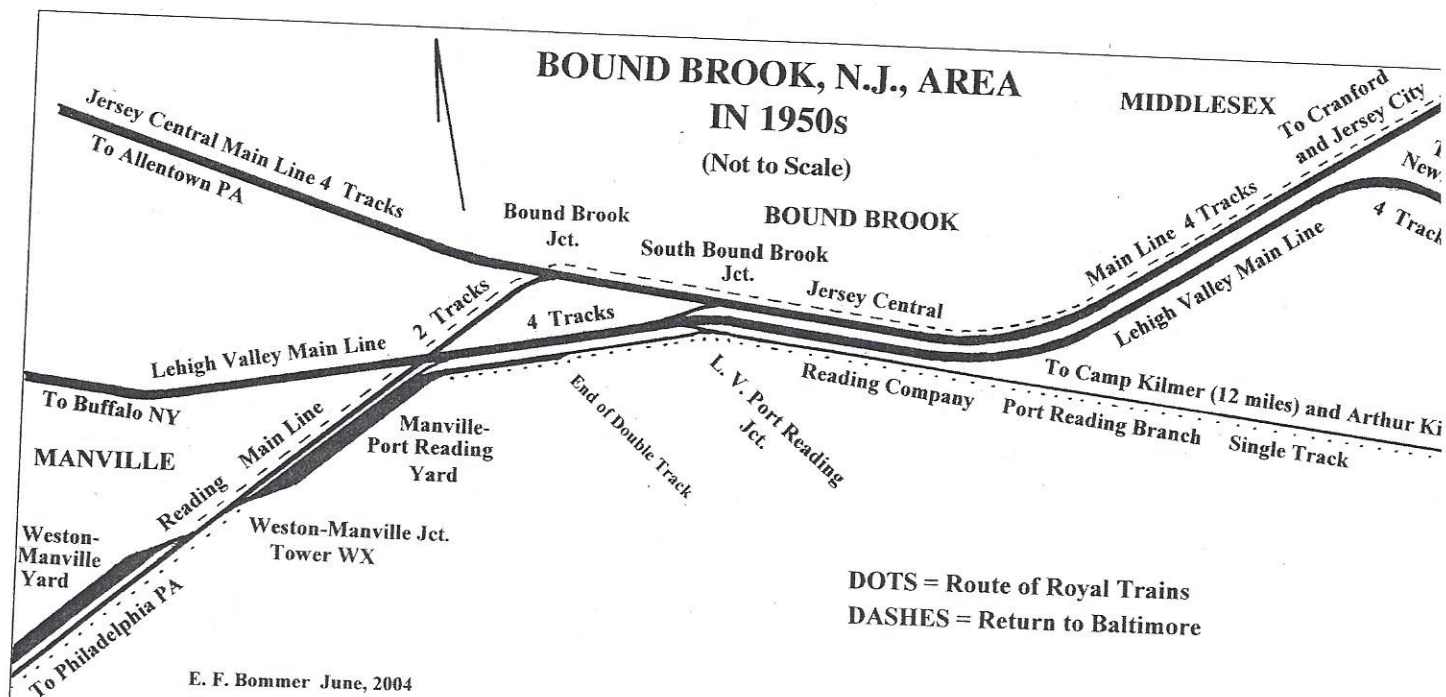 BOUND BROOK, N.J., AREA
IN 1950s
(Not to Scale)
MIDDLESEX
To Cranford
and Jersey City
Jersey Central Main Line 4 Tracks
To Allentown PA
Bound Brook
Jct.
BOUND BROOK
South Bound Brook
Jct.
Jersey Central
Main Line 4 Tracks
Lehigh Valley Main Line
4 Track
2 Tracks
4 Tracks
Lehigh Valley Main Line
To Buffalo NY
To Camp Kilmer (12 miles) and Arthur Ki
Reading Company
Port Reading Branch
Single Track
L. V. Port Reading
Jct.
End of Double Track
Manville-
Port Reading
Yard
MANVILLE
Reading Main Line
Weston-
Manville
Yard
Weston-Manville Jct.
Tower WX
To Philadelphia PA
DOTS = Route of Royal Trains
DASHES = Return to Baltimore
E. F. Bommer June, 2004